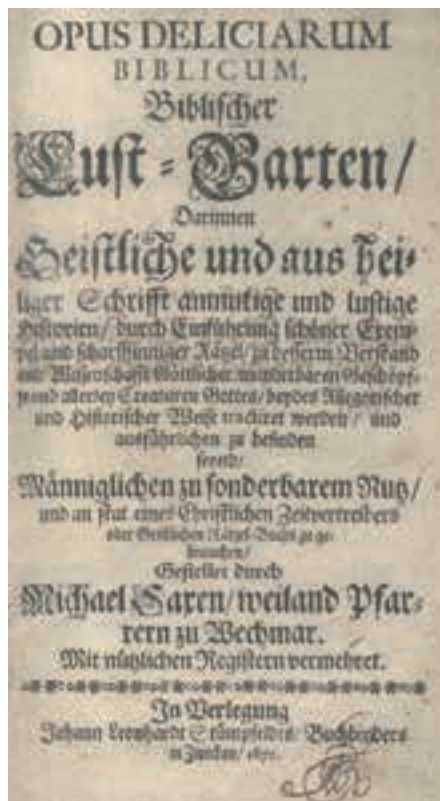 OPUS DELICIARUM
BIBLICUM,
Biblischer
Lust-Garten/
Darinnen
Geistliche und aus hei-
liger Schrifft anmutige und lustige
Historien/ durch Einführung schöner Exem-
pel und scharffsinniger Rätzel/ zu besserm Verstand
und Wissenschafft Göttlicher, wunderbaren Geschöpf-
und allerley Creaturen Gottes/ beydes Allegorischer
und Historischer Weise tractiret werden/ und
ausführlichen zu befinden
seynd/
Männiglichen zu sonderbarem Nutz/
und an stat eines Christlichen Zeitvertreibers
oder Geistlichen Rätzel-Buchs zu ge-
brauchen/
Gestellet durch
Michael Saxen/ weiland Pfar-
rern zu Wechmar.
Mit nützlichen Registern vermehret.
In Verlegung
Johann Leonhardt Buchbinders
in